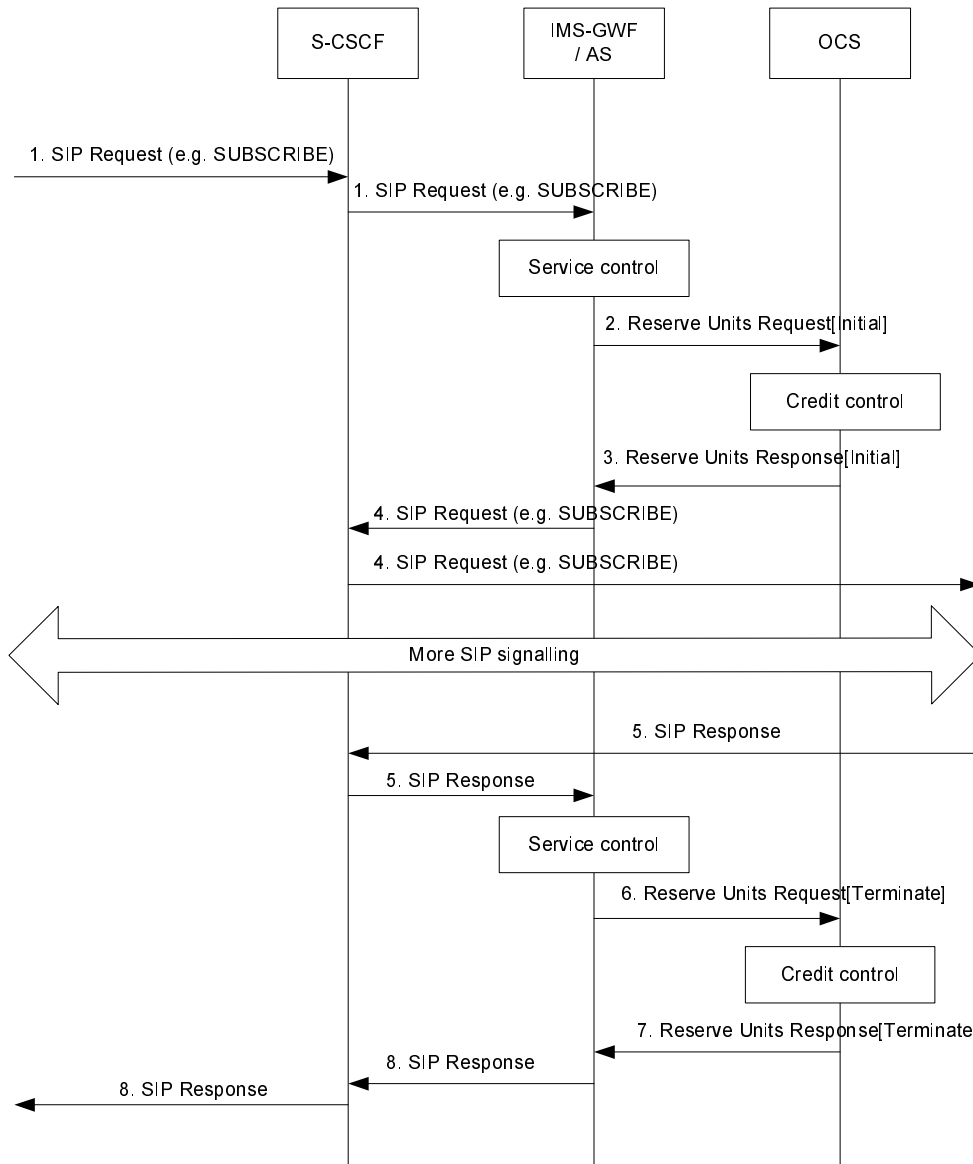 S-CSCF
IMS-GWF
/ AS
OCS
1. SIP Request (e.g. SUBSCRIBE)
1. SIP Request (e.g. SUBSCRIBE)
Service control
2. Reserve Units Request[Initial]
Credit control
3. Reserve Units Response[Initial]
4. SIP Request (e.g. SUBSCRIBE)
4. SIP Request (e.g. SUBSCRIBE)
More SIP signalling
5. SIP Response
5. SIP Response
Service control
6. Reserve Units Request[Terminate]
Credit control
7. Reserve Units Response[Terminate
8. SIP Response
8. SIP Response